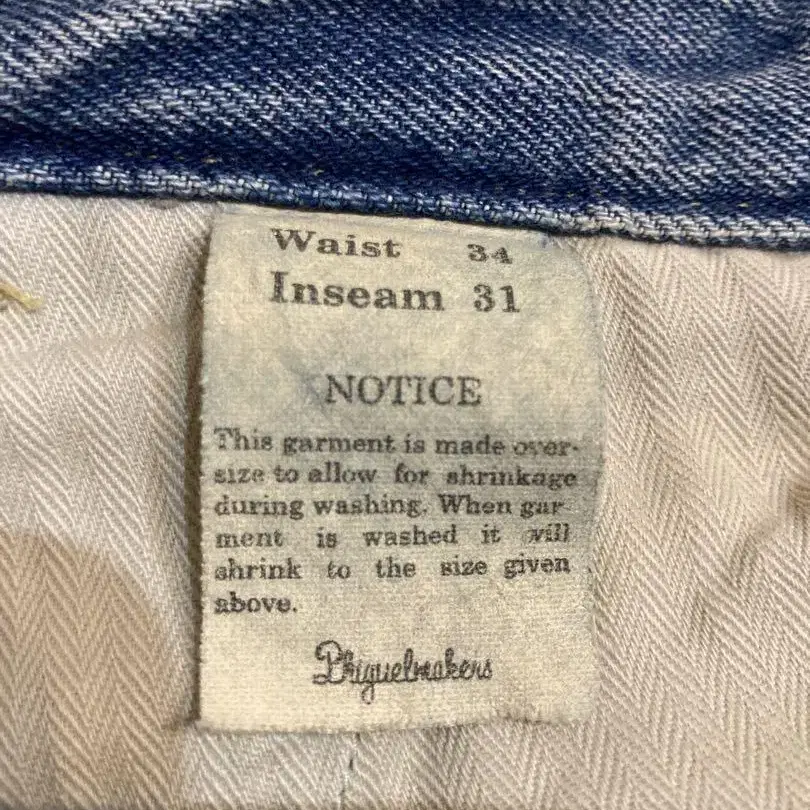 Waist 34
Inseam 31
NOTICE
This garment is made over-
size to allow for shrinkage
during washing. When gar
ment is washed it will
shrink to the size given
above.
Phiguelmakers